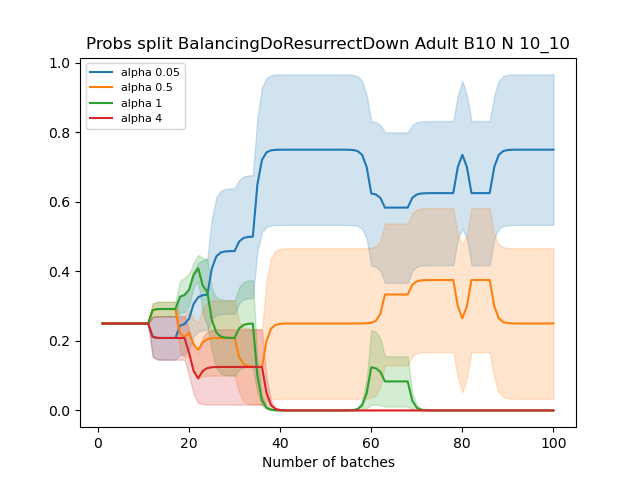 Probs split BalancingDoResurrectDown Adult B10 N 10_10
alpha 0.05
alpha 0.5
alpha 1
alpha 4
1.0
0.8
0.6
0.4
0.2
0.0
0 20 40 60 80 100
Number of batches